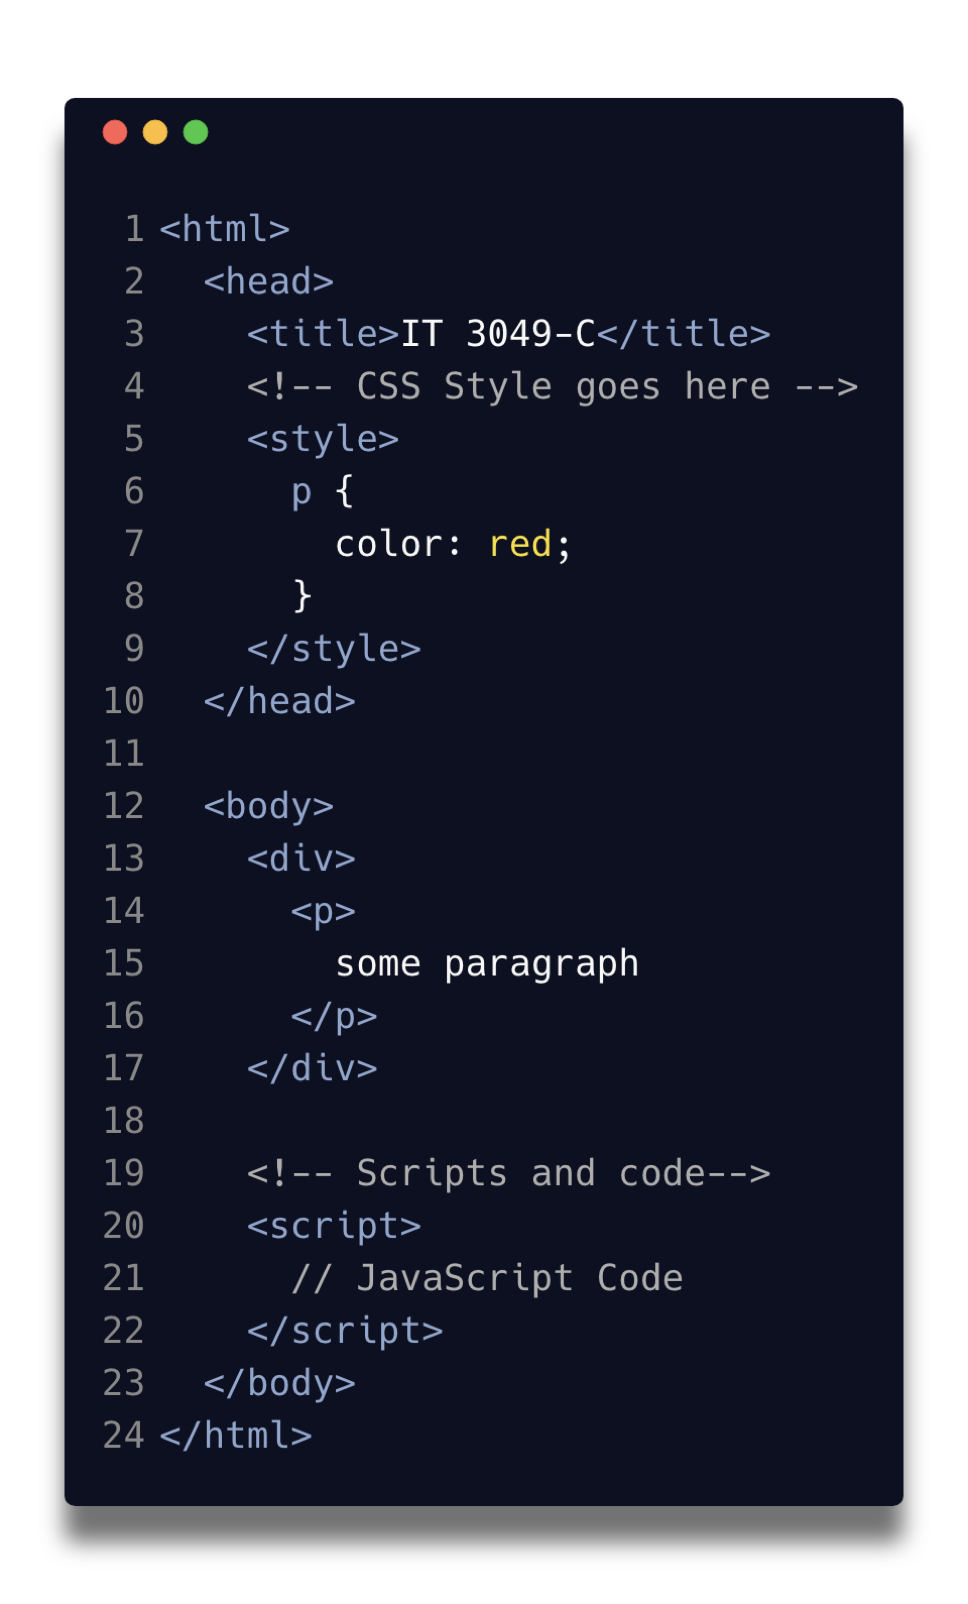 1 <html>
2   <head>
3     <title>IT 3049-C</title>
4     <!-- CSS Style goes here -->
5     <style>
6       p {
7         color: red;
8       }
9     </style>
10   </head>
11
12   <body>
13     <div>
14       <p>
15         some paragraph
16       </p>
17     </div>
18
19     <!-- Scripts and code-->
20     <script>
21       // JavaScript Code
22     </script>
23   </body>
24 </html>